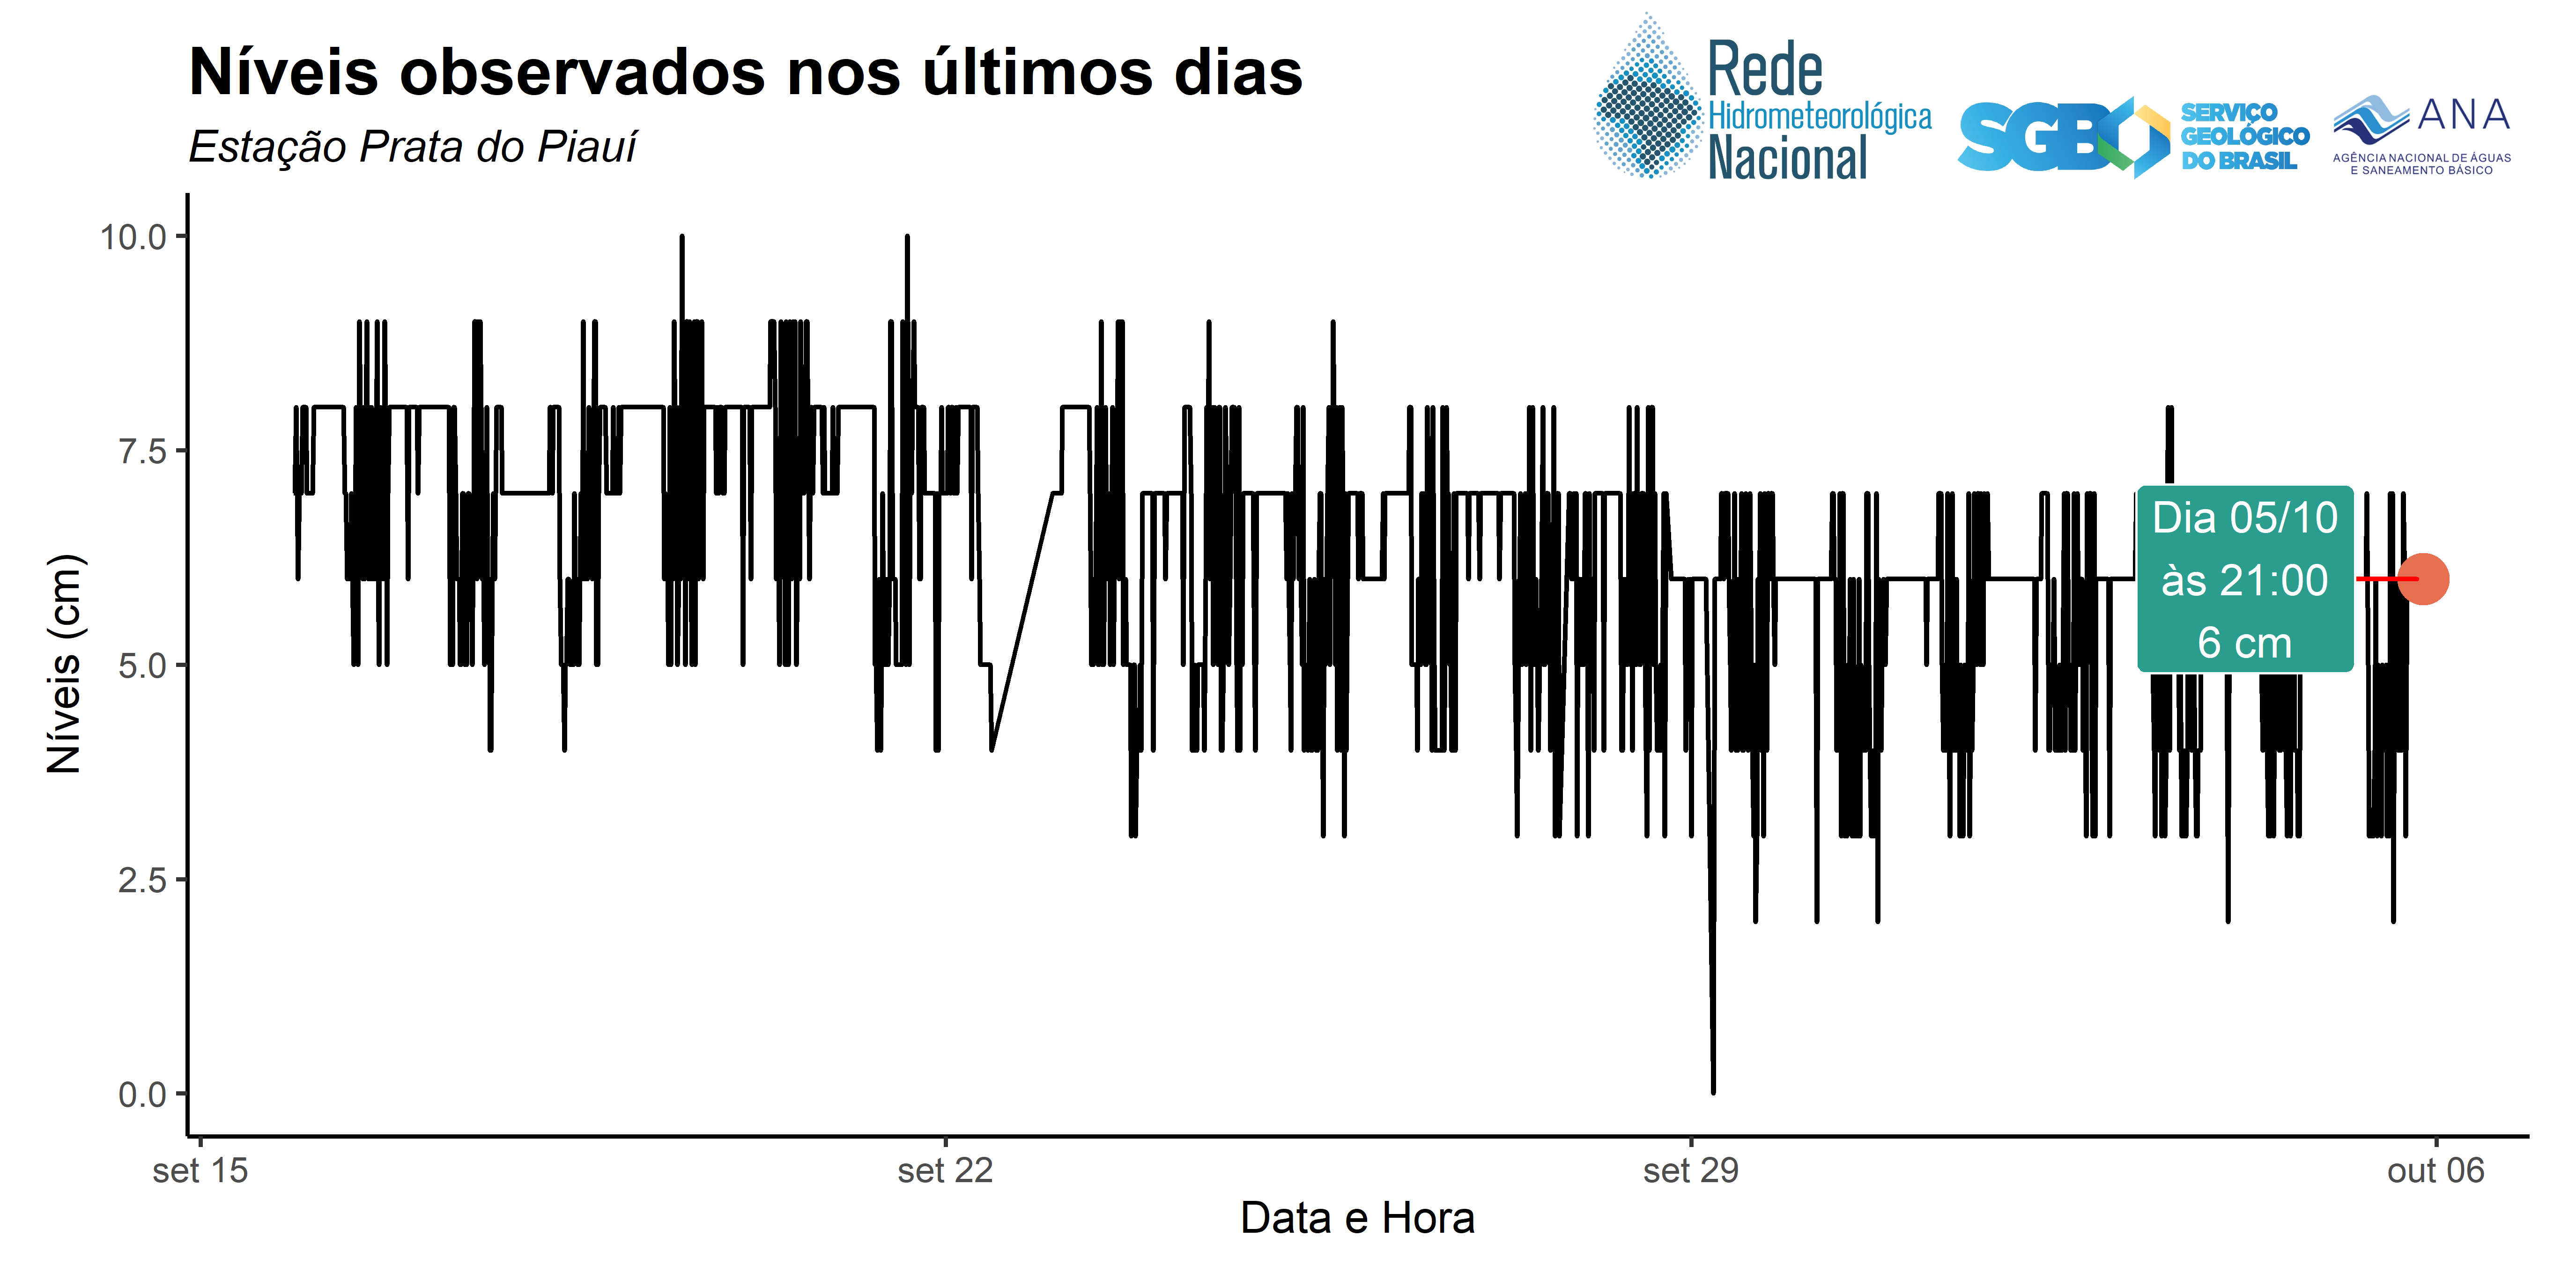 Níveis observados nos últimos dias
Estação Prata do Piauí
Rede
Hidrometeorológica
Nacional
SGB
SERVIÇO
GEOLÓGICO
DO BRASIL
ANA
AGÊNCIA NACIONAL DE ÁGUAS
E SANEAMENTO BÁSICO
Níveis (cm)
10.0
7.5
5.0
2.5
0.0
Dia 05/10
às 21:00
6 cm
set 15
set 22
set 29
out 06
Data e Hora